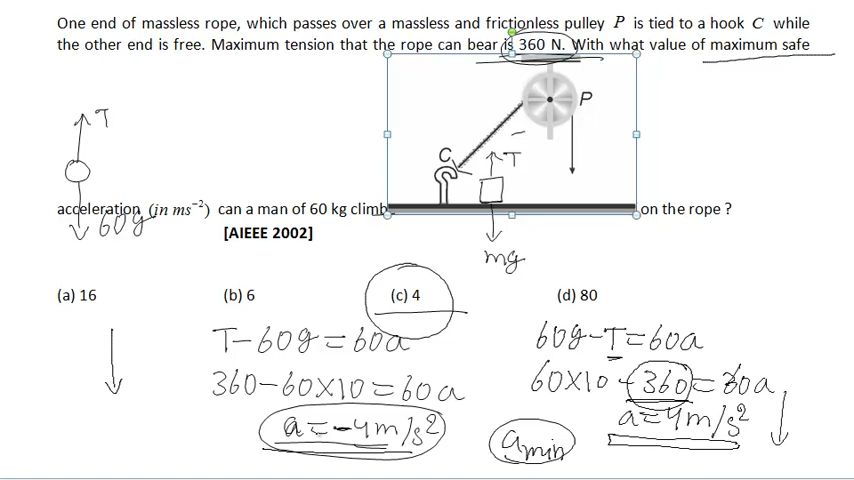 One end of massless rope, which passes over a massless and frictionless pulley P is tied to a hook C while
the other end is free. Maximum tension that the rope can bear is 360 N. With what value of maximum safe
P
T
C
T
acceleration (in ms⁻²) can a man of 60 kg climb on the rope ?
60g
[AIEEE 2002]
mg
(a) 16 (b) 6 (c) 4 (d) 80
T-60g=60a
60g-T=60a
360-60×10=60a
60×10-360=60a
a=-4m/s²
a=4m/s²
amin